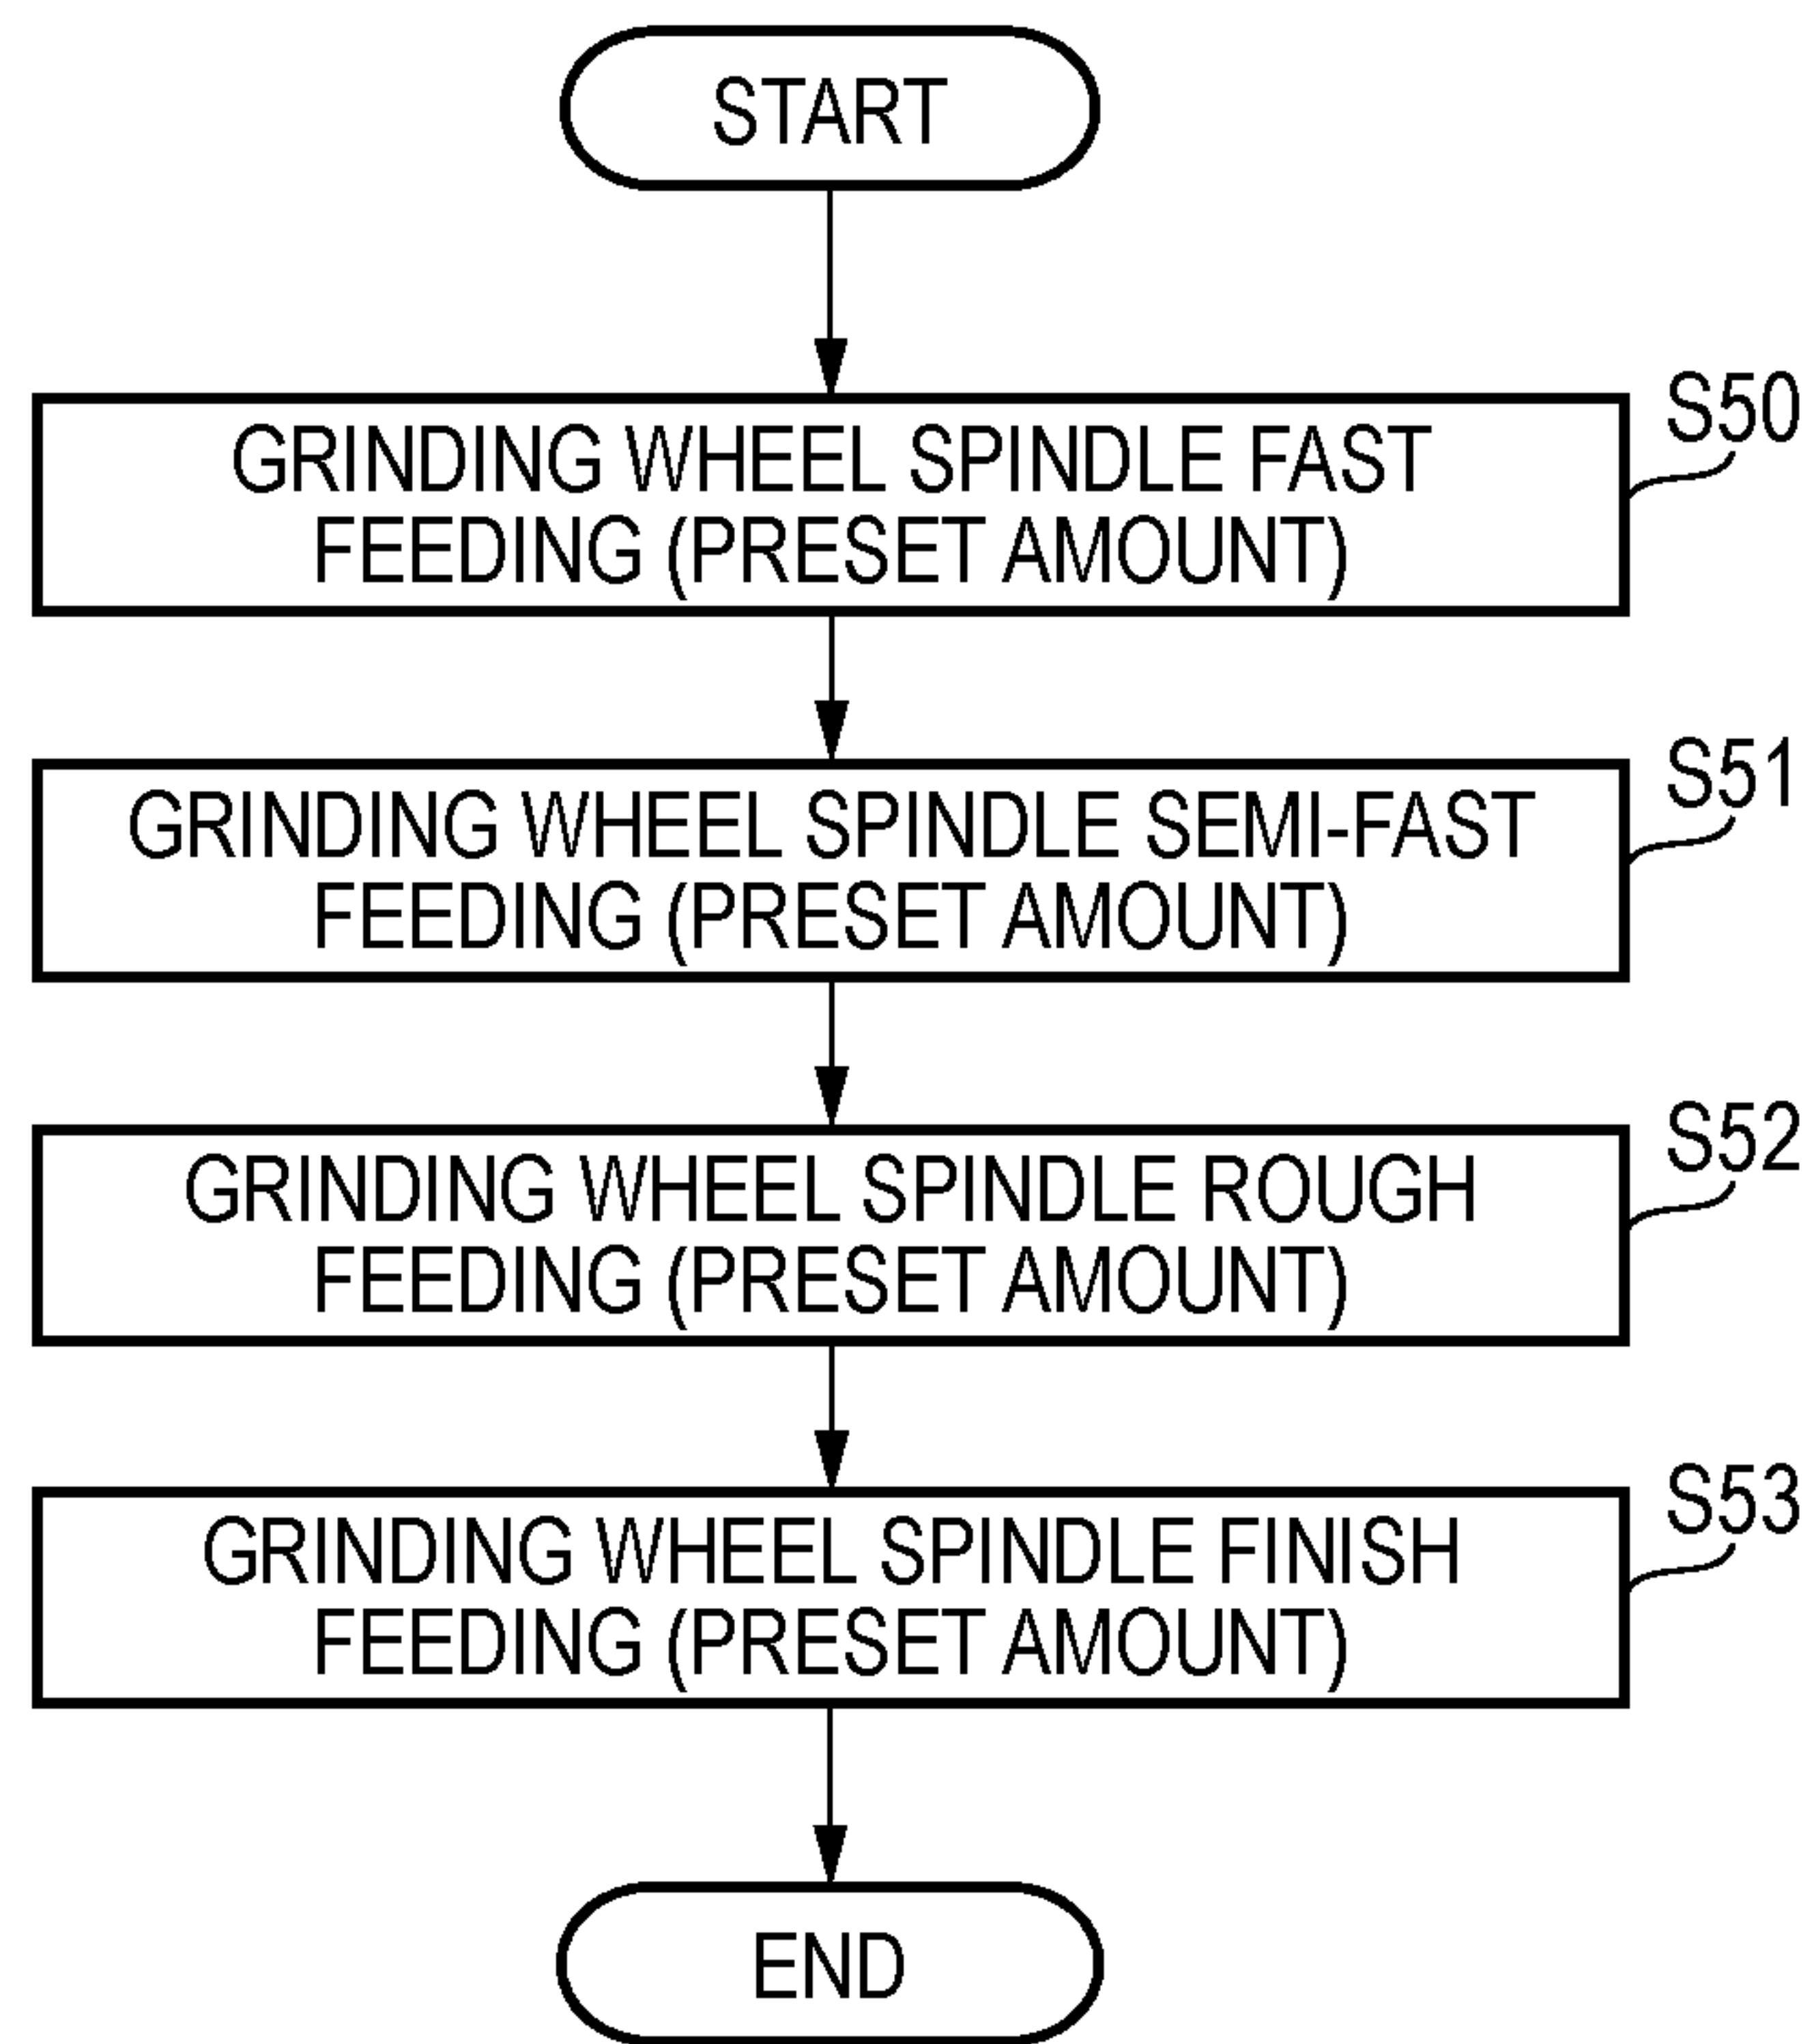 START
S50
GRINDING WHEEL SPINDLE FAST
FEEDING (PRESET AMOUNT)
S51
GRINDING WHEEL SPINDLE SEMI-FAST
FEEDING (PRESET AMOUNT)
S52
GRINDING WHEEL SPINDLE ROUGH
FEEDING (PRESET AMOUNT)
S53
GRINDING WHEEL SPINDLE FINISH
FEEDING (PRESET AMOUNT)
END